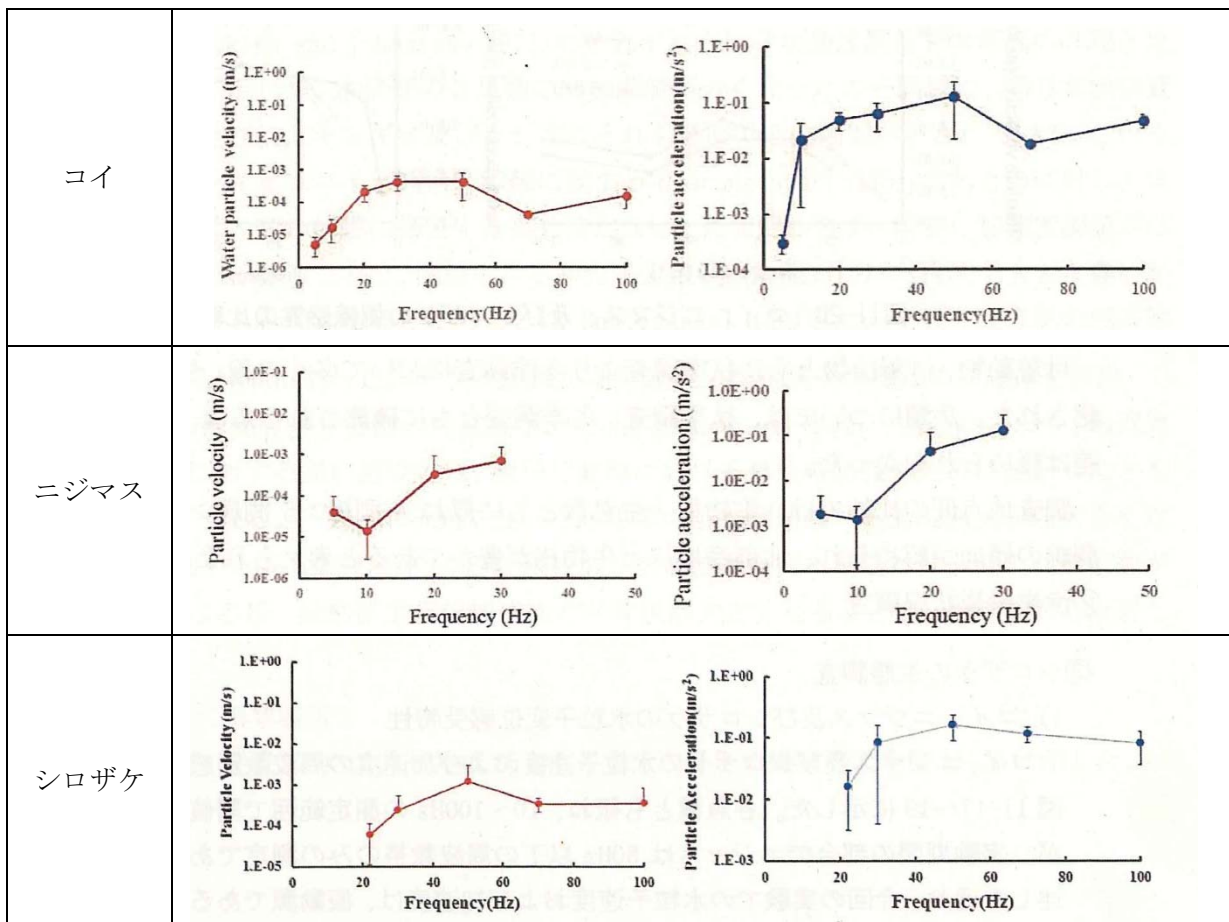 コイ
Water particle velacity (m/s)
1.E+00
1.E-01
1.E-02
1.E-03
1.E-04
1.E-05
1.E-06
0 20 40 60 80 100
Frequency(Hz)
Paarticle acceleration(m/s²)
1.E+00
1.E-01
1.E-02
1.E-03
1.E-04
0 20 40 60 80 100
Frequency(Hz)
ニジマス
Particle velocity (m/s)
1.0E-01
1.0E-02
1.0E-03
1.0E-04
1.0E-05
1.0E-06
0 10 20 30 40 50
Frequency (Hz)
Particle acceleration (m/s2)
1.0E+00
1.0E-01
1.0E-02
1.0E-03
1.0E-04
0 10 20 30 40 50
Frequency (Hz)
シロザケ
Particle Velocity (m/s)
1.E+00
1.E-01
1.E-02
1.E-03
1.E-04
1.E-05
0 20 40 60 80 100
Frequency(Hz)
Particle Acceleration(m/s²)
1.E+00
1.E-01
1.E-02
1.E-03
0 20 40 60 80 100
Frequency(Hz)